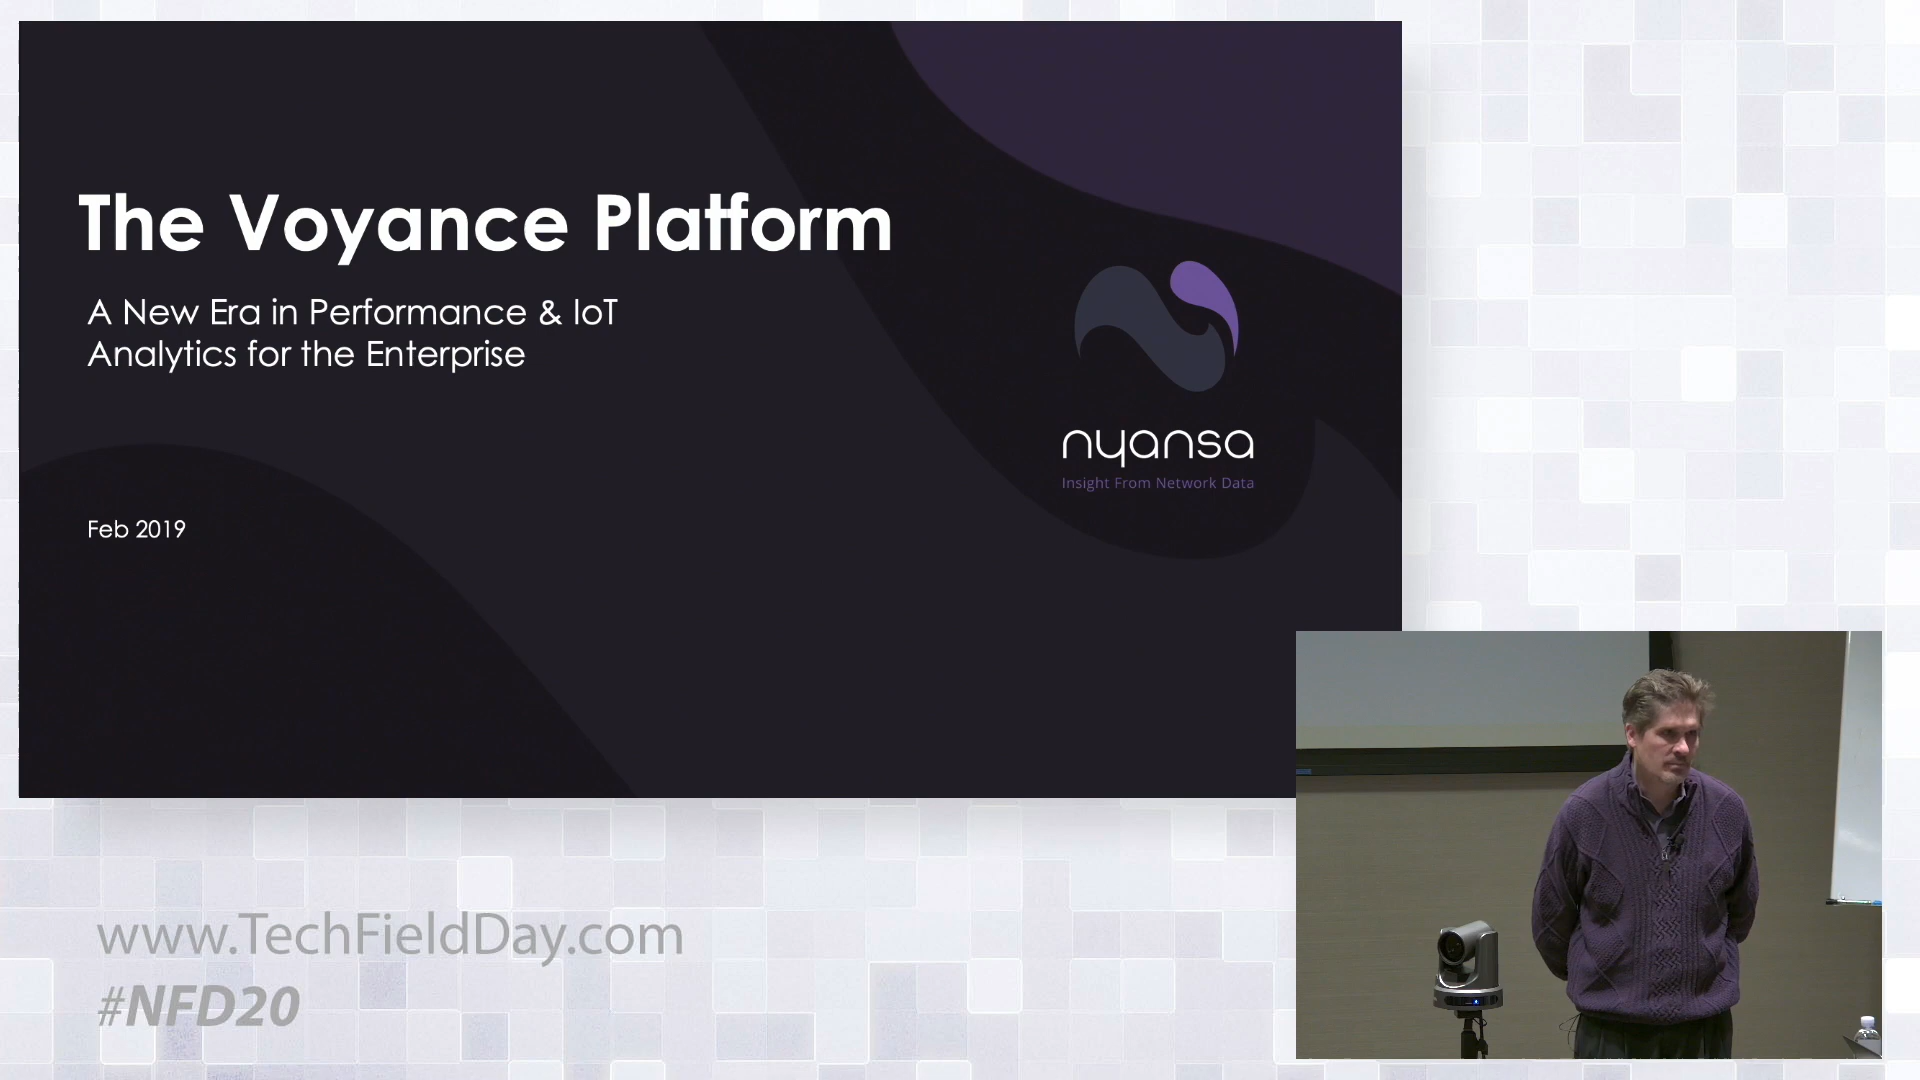 The Voyance Platform
A New Era in Performance & IoT
Analytics for the Enterprise
nyansa
Insight From Network Data
Feb 2019
www.TechFieldDay.com
#NFD20